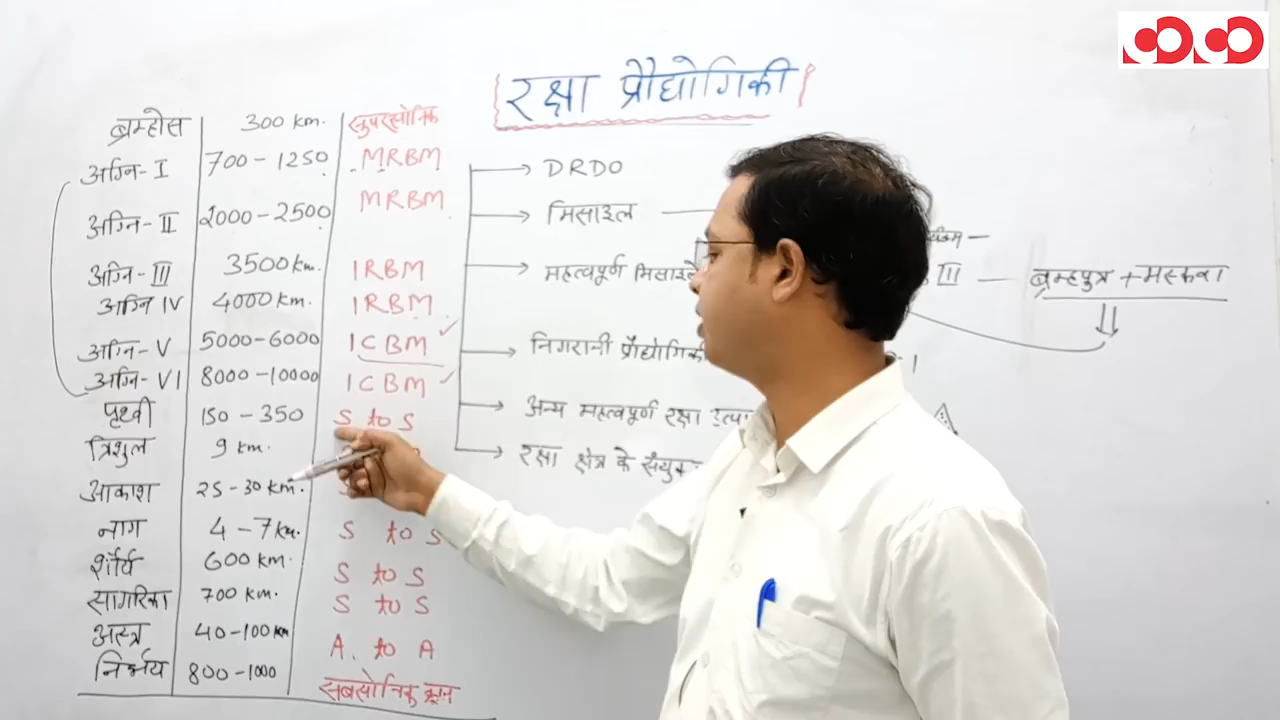 रक्षा प्रौद्योगिकी
ब्रम्होस 300 km. सुपरसोनिक
अग्नि-I 700-1250 MRBM
अग्नि-II 2000-2500 MRBM
अग्नि-III 3500 km. IRBM
अग्नि IV 4000 km. IRBM
अग्नि-V 5000-6000 ICBM
अग्नि-VI 8000-10000 ICBM
पृथ्वी 150-350 S to S
त्रिशुल 9 km.
आकाश 25-30 km.
नाग 4-7 km. S to S
शौर्य 600 km. S to S
सागरिका 700 km. S to S
अस्त्र 40-100 km A. to A
निर्भय 800-1000 सबसोनिक क्रूज
DRDO
मिसाइल
महत्वपूर्ण
III - ब्रम्हपुत्र + मस्कवा
निगरानी प्रौद्योगिकी
अन्य महत्वपूर्ण रक्षा
रक्षा क्षेत्र के